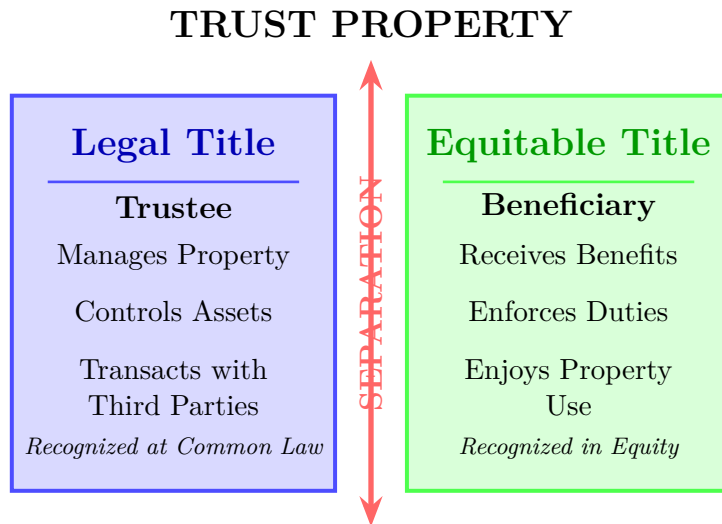 TRUST PROPERTY
Legal Title
Trustee
Manages Property
Controls Assets
Transacts with
Third Parties
Recognized at Common Law
SEPARATION
Equitable Title
Beneficiary
Receives Benefits
Enforces Duties
Enjoys Property
Use
Recognized in Equity